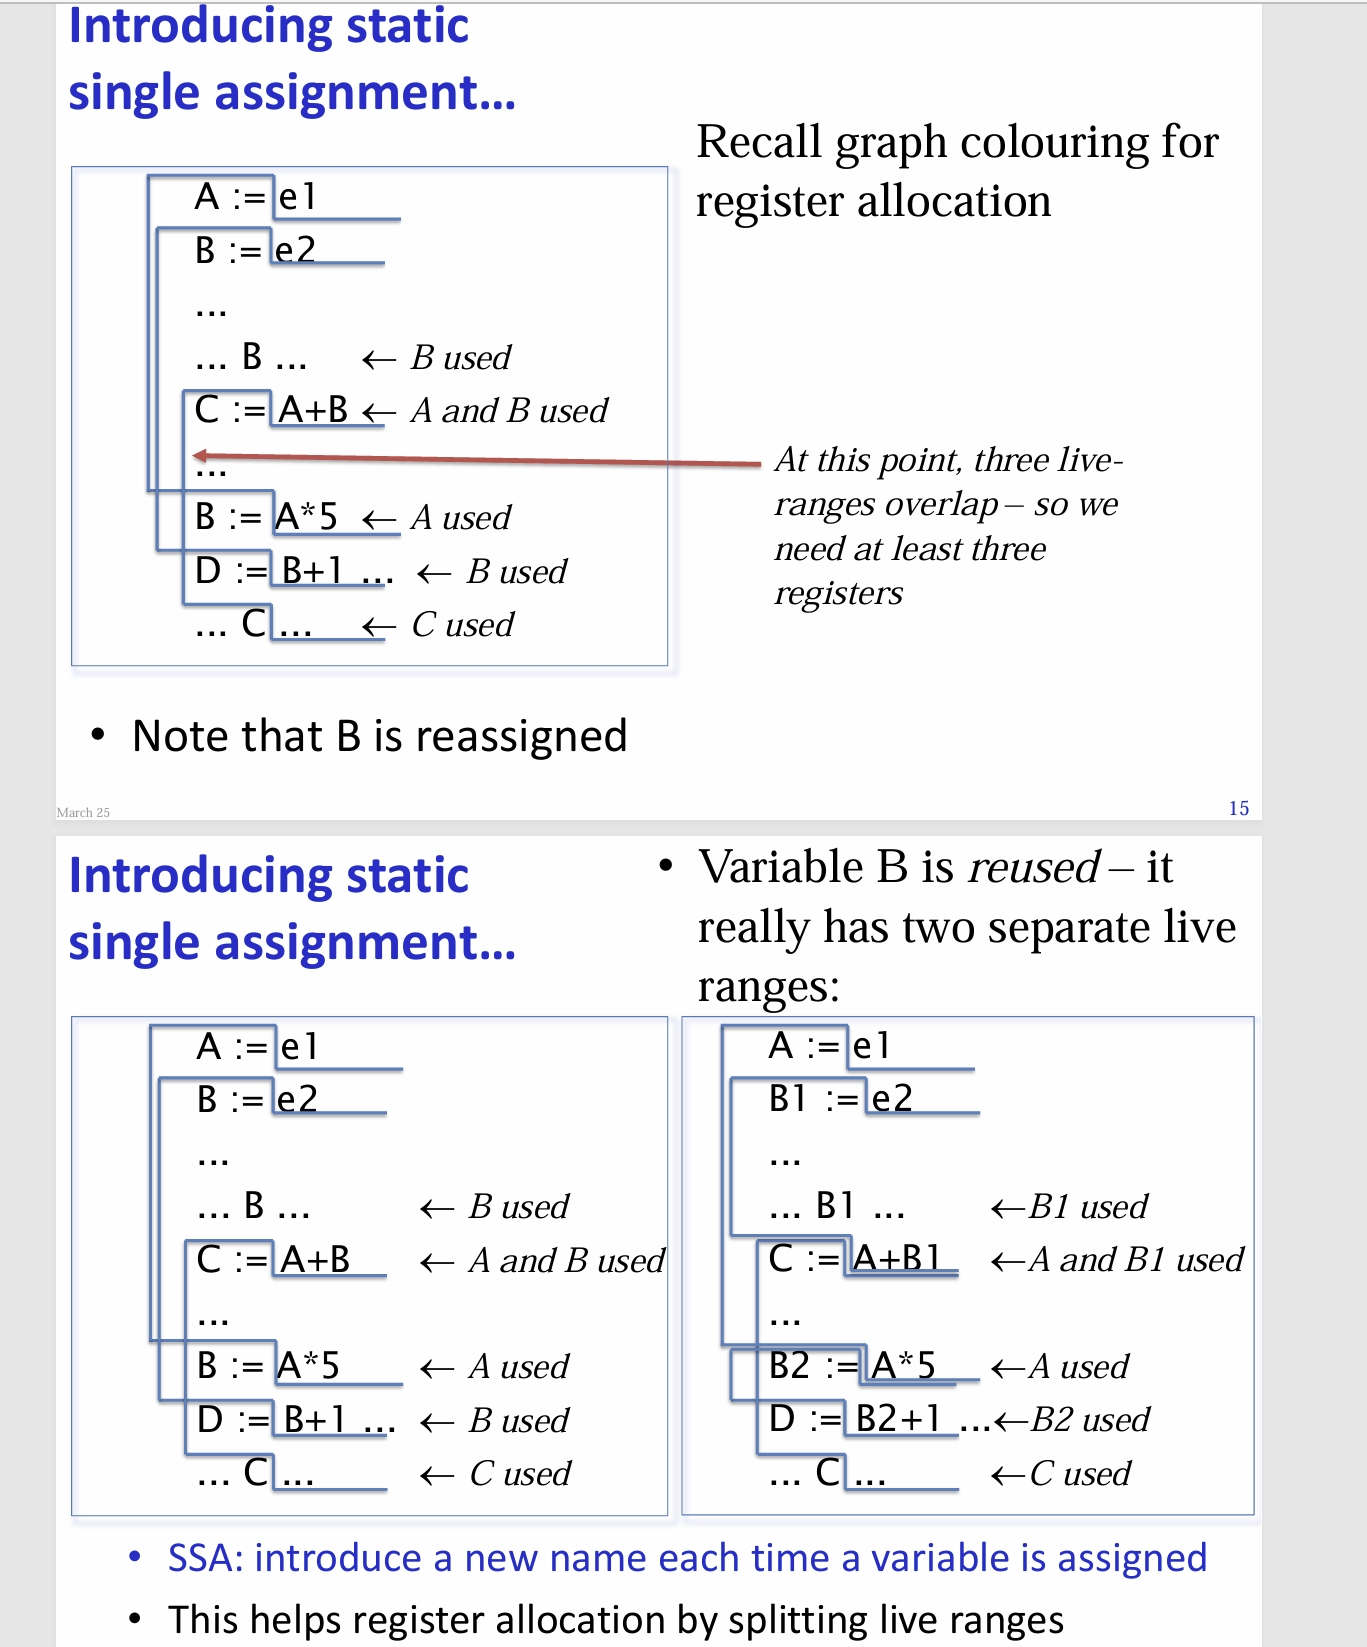 Introducing static
single assignment...
Recall graph colouring for
register allocation
A := e1
B := e2
...
... B ... ← B used
C := A+B ← A and B used
...
B := A*5 ← A used
D := B+1 ... ← B used
... C ... ← C used
At this point, three live-
ranges overlap – so we
need at least three
registers
• Note that B is reassigned
March 25
15
Introducing static
single assignment...
• Variable B is reused – it
really has two separate live
ranges:
A := e1
B := e2
...
... B ... ← B used
C := A+B ← A and B used
...
B := A*5 ← A used
D := B+1 ... ← B used
... C ... ← C used
A := e1
B1 := e2
...
... B1 ... ←B1 used
C := A+B1 ←A and B1 used
...
B2 := A*5 ←A used
D := B2+1 ...←B2 used
... C ... ←C used
• SSA: introduce a new name each time a variable is assigned
• This helps register allocation by splitting live ranges